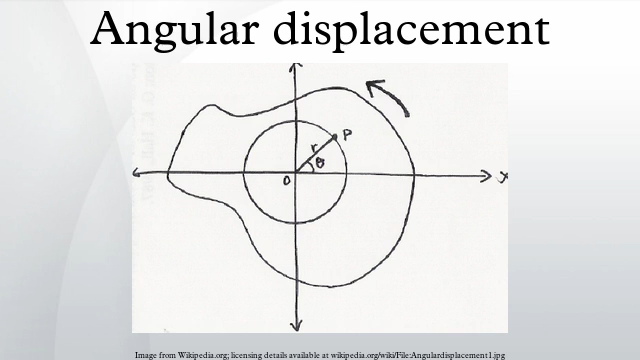 Angular displacement
P
r
θ
O
x
Image from Wikipedia.org; licensing details available at wikipedia.org/wiki/File:Angulardisplacement1.jpg